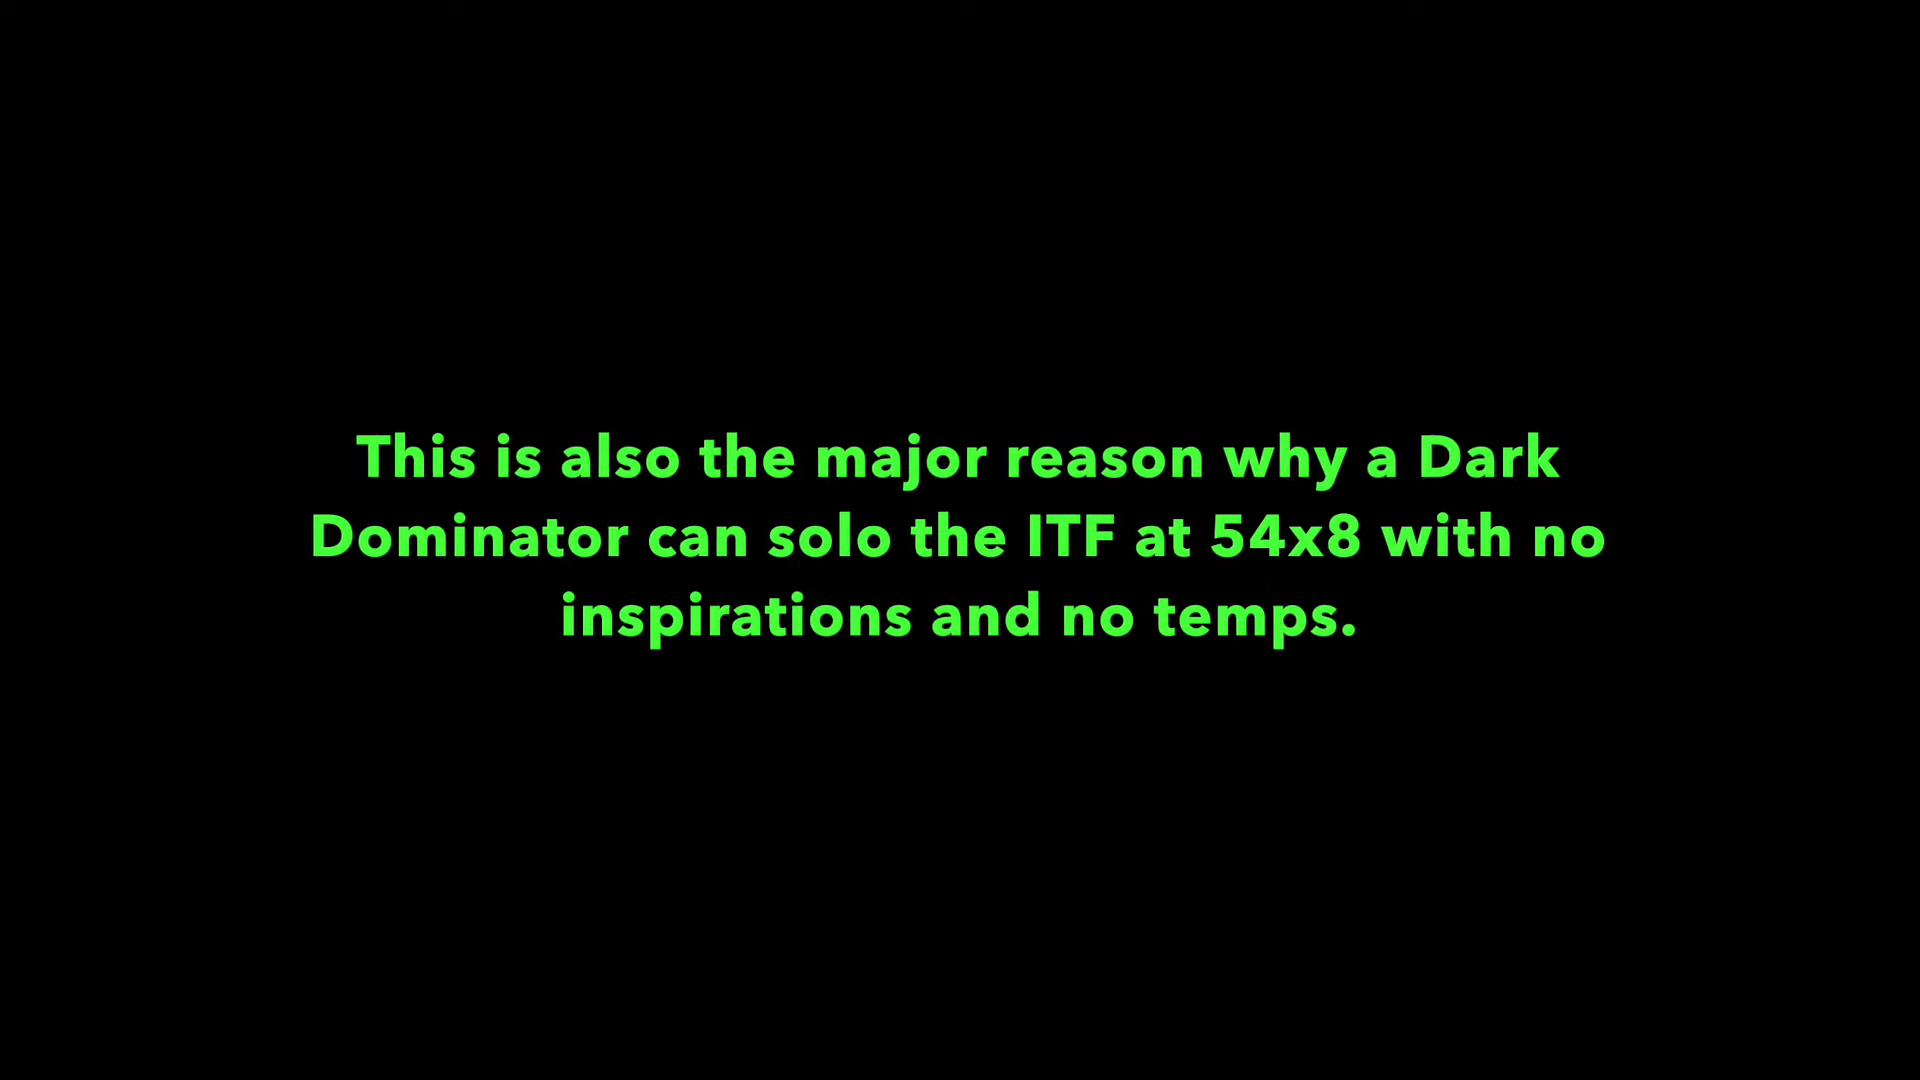 This is also the major reason why a Dark
Dominator can solo the ITF at 54x8 with no
inspirations and no temps.